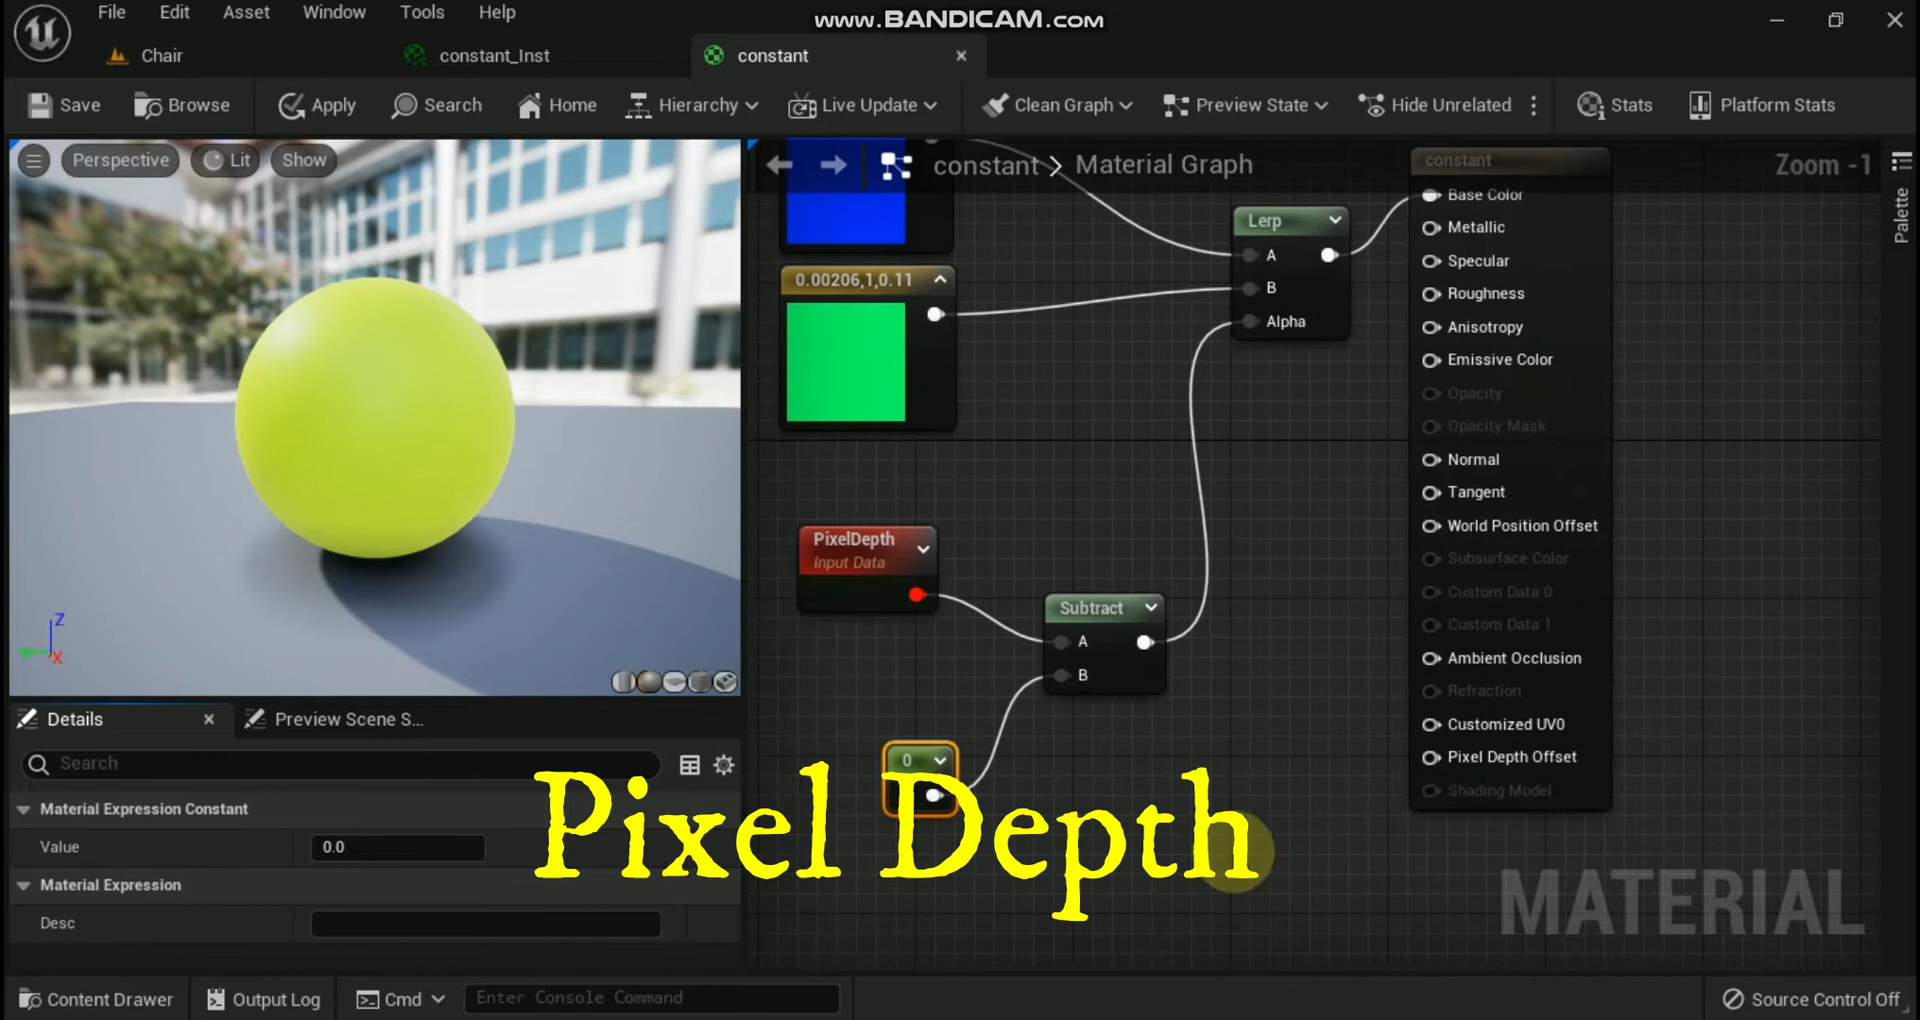 File Edit Asset Window Tools Help
www.BANDICAM.com
Chair
constant_Inst
constant
Save
Browse
Apply
Search
Home
Hierarchy
Live Update
Clean Graph
Preview State
Hide Unrelated
Stats
Platform Stats
Perspective
Lit
Show
Z
X
constant > Material Graph
Zoom -1
Palette
0.00206,1,0.11
Lerp
A
B
Alpha
PixelDepth
Input Data
Subtract
A
B
0
constant
Base Color
Metallic
Specular
Roughness
Anisotropy
Emissive Color
Opacity
Opacity Mask
Normal
Tangent
World Position Offset
Subsurface Color
Custom Data 0
Custom Data 1
Ambient Occlusion
Refraction
Customized UV0
Pixel Depth Offset
Shading Model
Details
Preview Scene S...
Search
Material Expression Constant
Value 0.0
Material Expression
Desc
Pixel Depth
MATERIAL
Content Drawer
Output Log
Cmd
Enter Console Command
Source Control Off